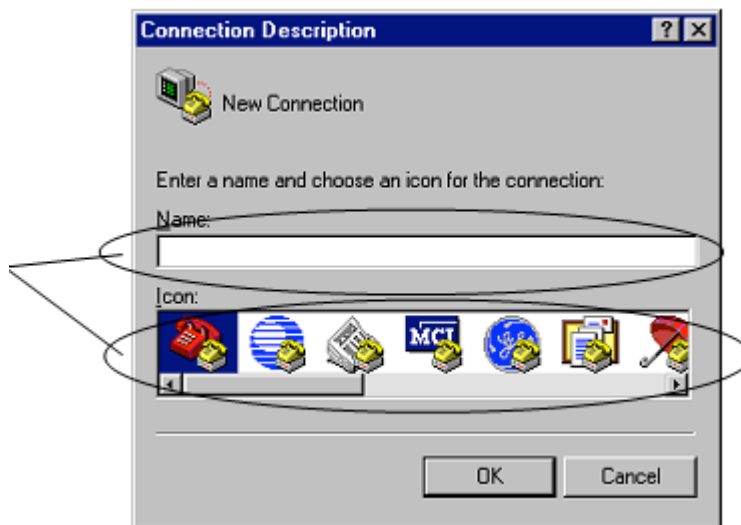 Connection Description
New Connection
Enter a name and choose an icon for the connection:
Name:
Icon:
MCI
OK
Cancel